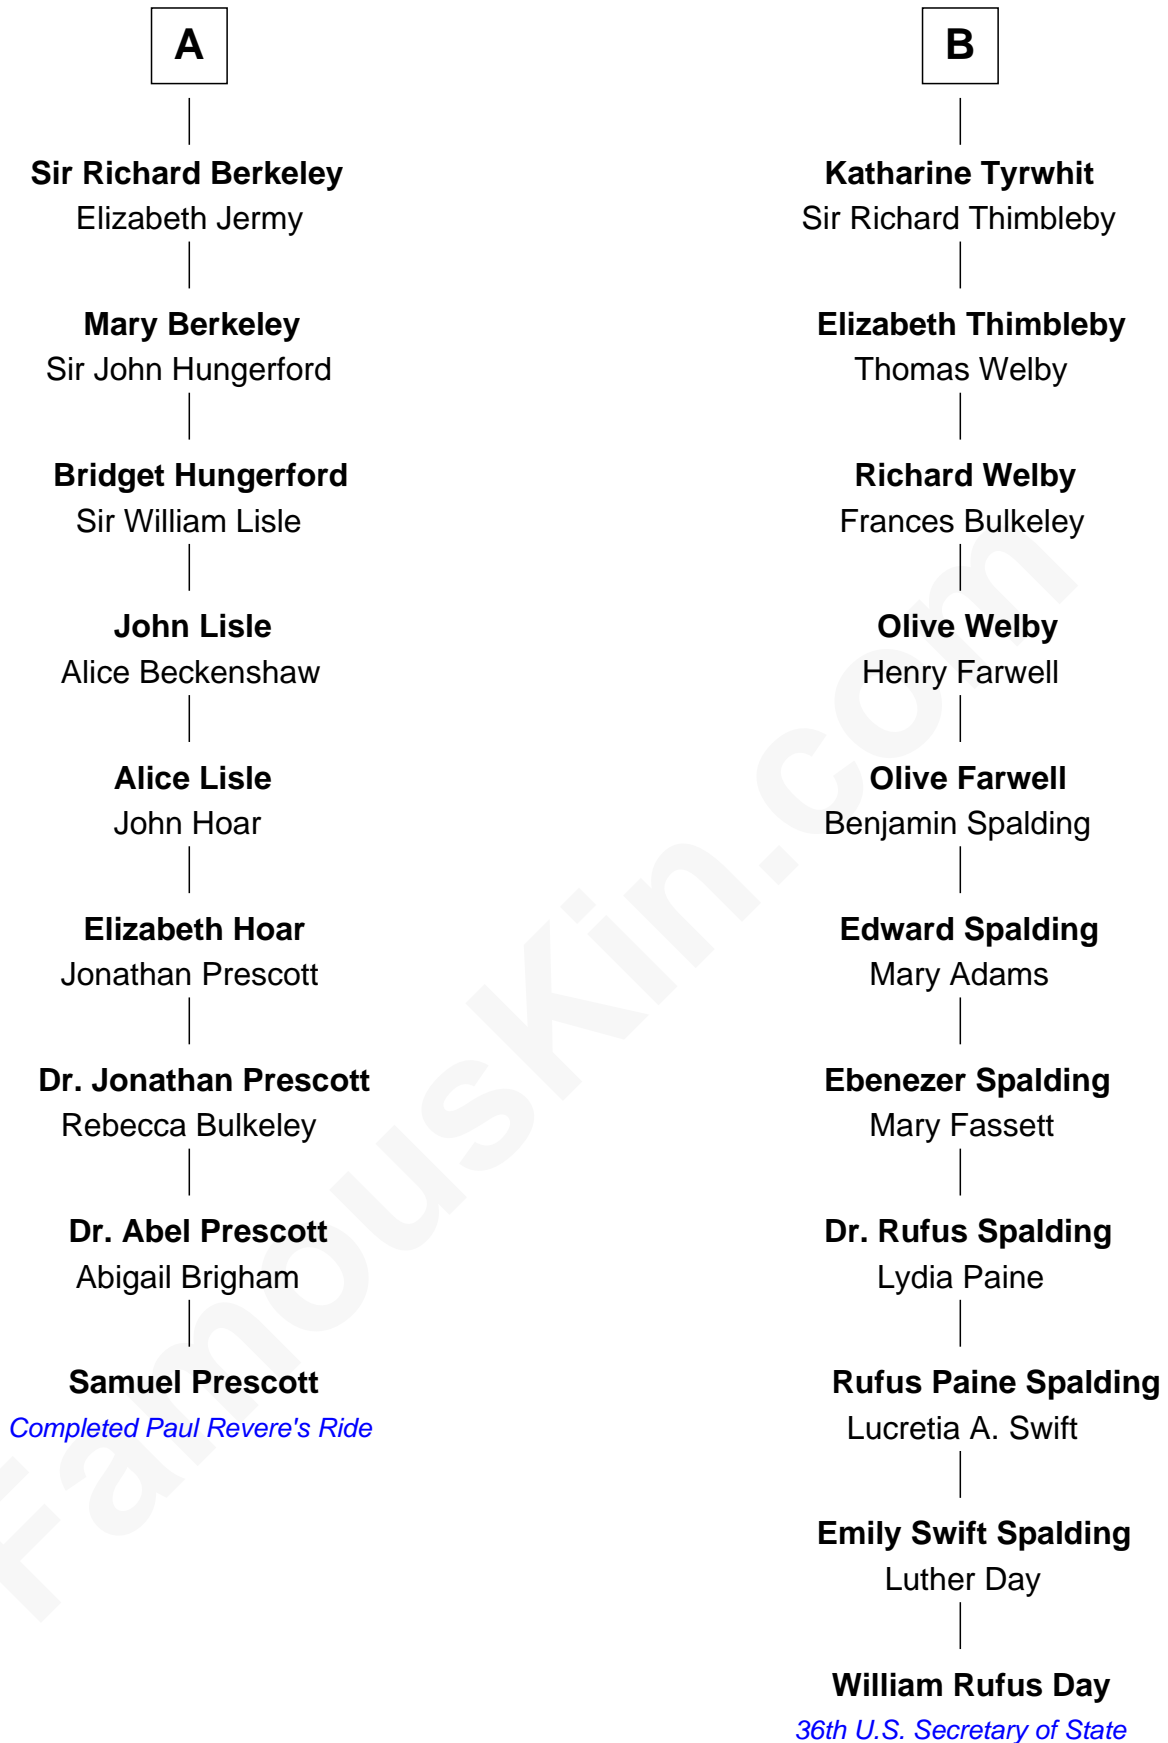 A
Sir Richard Berkeley
Elizabeth Jermy
Mary Berkeley
Sir John Hungerford
Bridget Hungerford
Sir William Lisle
John Lisle
Alice Beckenshaw
Alice Lisle
John Hoar
Elizabeth Hoar
Jonathan Prescott
Dr. Jonathan Prescott
Rebecca Bulkeley
Dr. Abel Prescott
Abigail Brigham
Samuel Prescott
Completed Paul Revere's Ride
B
Katharine Tyrwhit
Sir Richard Thimbleby
Elizabeth Thimbleby
Thomas Welby
Richard Welby
Frances Bulkeley
Olive Welby
Henry Farwell
Olive Farwell
Benjamin Spalding
Edward Spalding
Mary Adams
Ebenezer Spalding
Mary Fassett
Dr. Rufus Spalding
Lydia Paine
Rufus Paine Spalding
Lucretia A. Swift
Emily Swift Spalding
Luther Day
William Rufus Day
36th U.S. Secretary of State
FamousKin.com